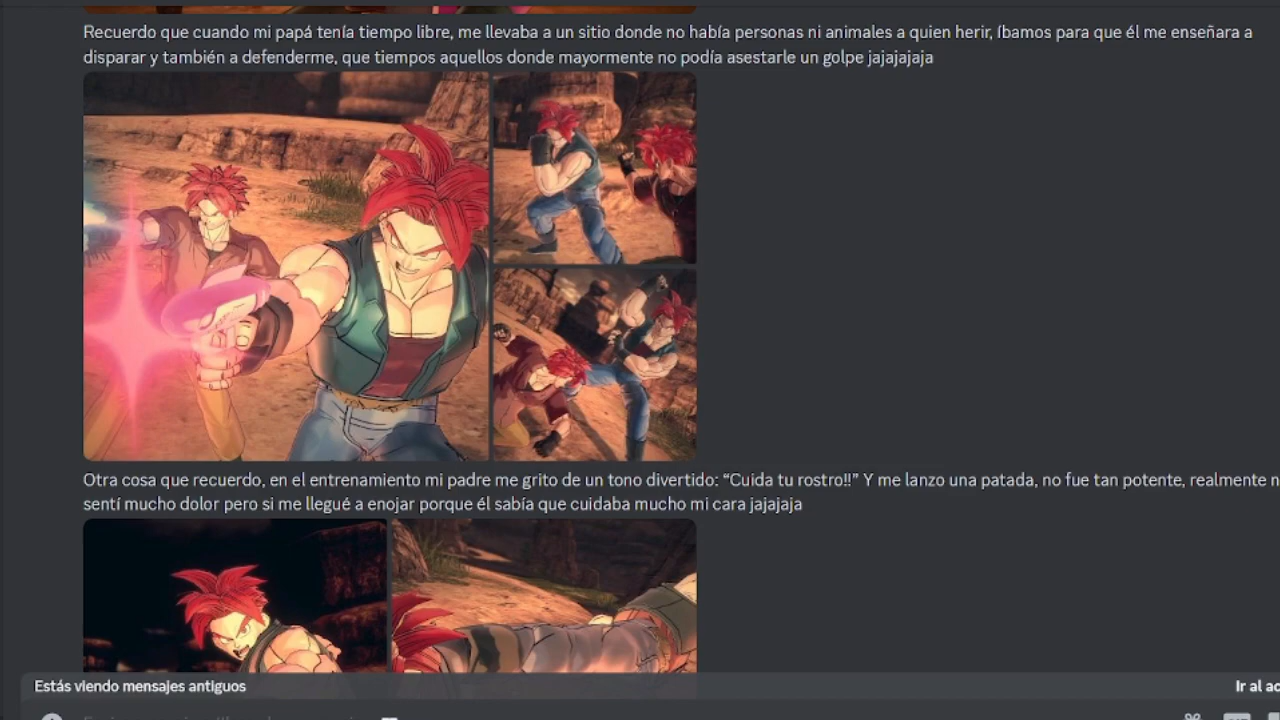 Recuerdo que cuando mi papá tenía tiempo libre, me llevaba a un sitio donde no había personas ni animales a quien herir, íbamos para que él me enseñara a
disparar y también a defenderme, que tiempos aquellos donde mayormente no podía asestarle un golpe jajajajaja
Otra cosa que recuerdo, en el entrenamiento mi padre me grito de un tono divertido: “Cuida tu rostro!!” Y me lanzo una patada, no fue tan potente, realmente n
sentí mucho dolor pero si me llegué a enojar porque él sabía que cuidaba mucho mi cara jajajaja
Estás viendo mensajes antiguos
Ir al ac